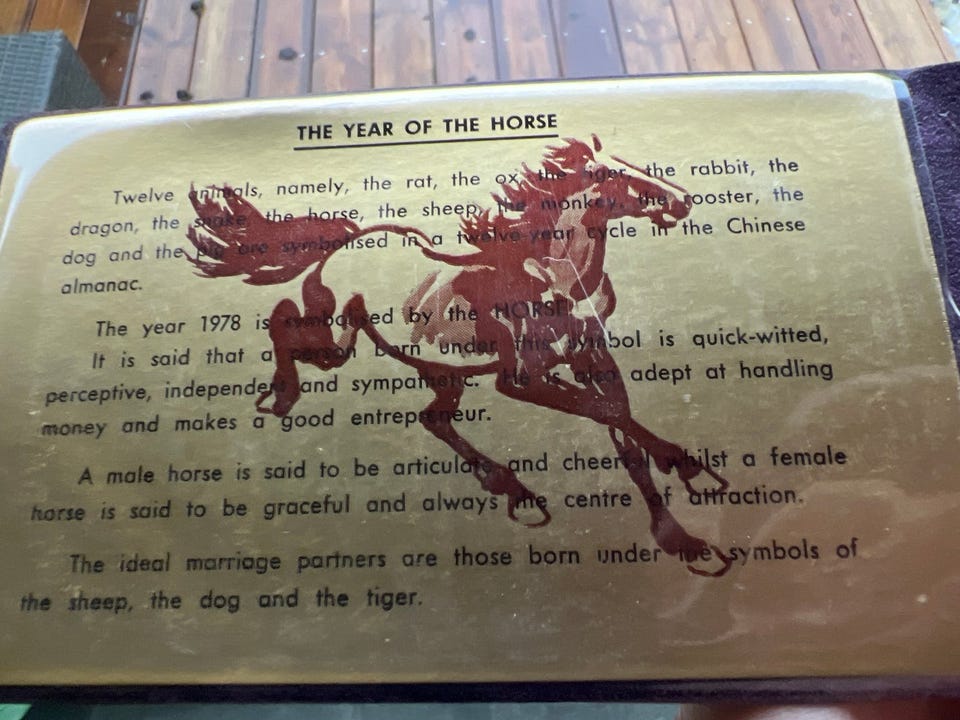 THE YEAR OF THE HORSE
Twelve animals, namely, the rat, the ox, the tiger, the rabbit, the
dragon, the snake, the horse, the sheep, the monkey, the rooster, the
dog and the pig are symbolised in a twelve-year cycle in the Chinese
almanac.
The year 1978 is symbolised by the HORSE.
It is said that a person born under this symbol is quick-witted,
perceptive, independent and sympathetic. He is also adept at handling
money and makes a good entrepreneur.
A male horse is said to be articulate and cheerful whilst a female
horse is said to be graceful and always the centre of attraction.
The ideal marriage partners are those born under the symbols of
the sheep, the dog and the tiger.